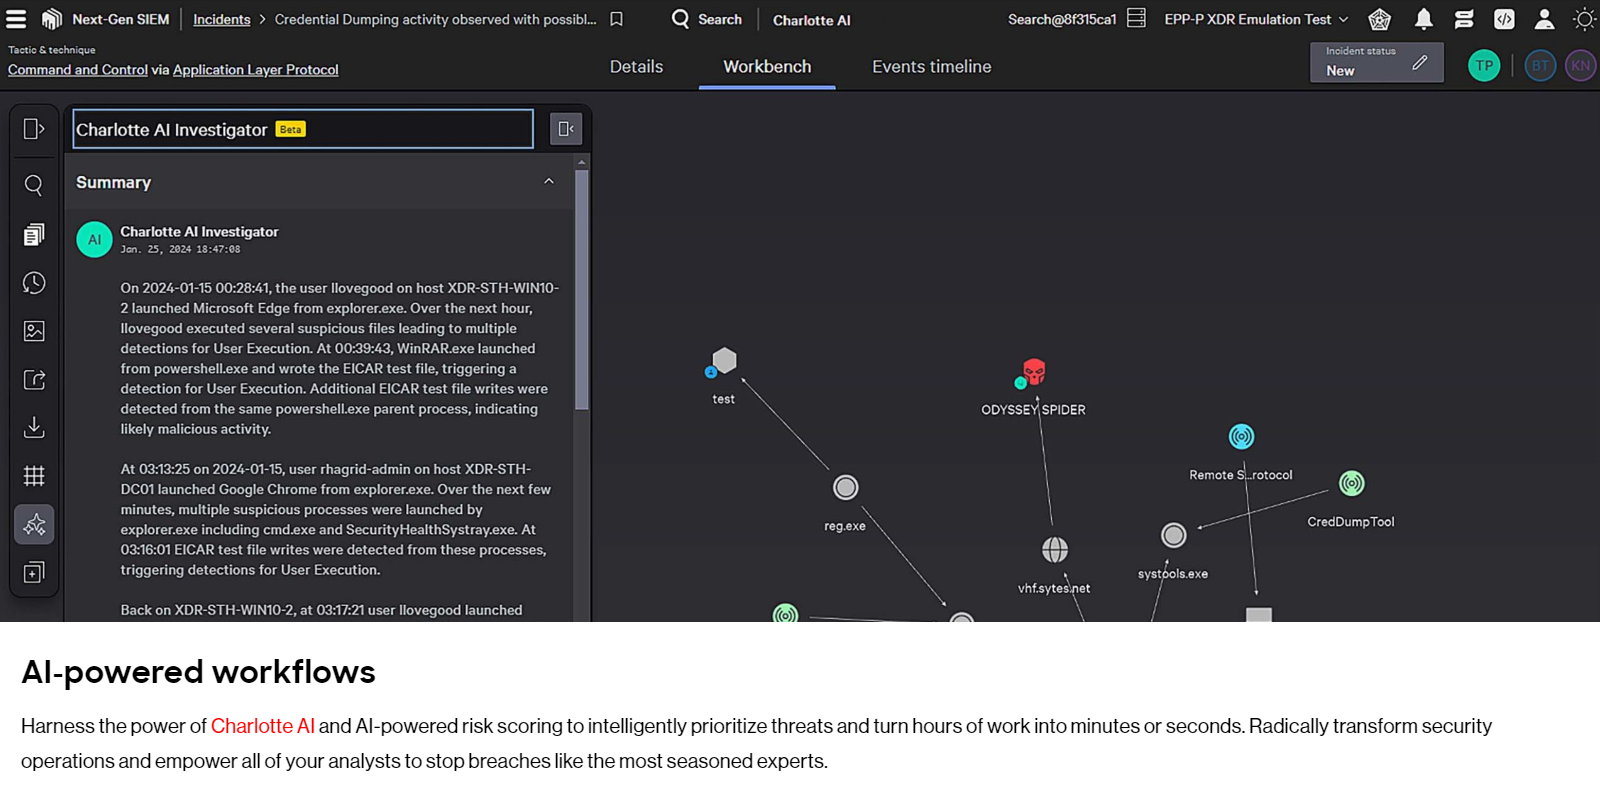 Next-Gen SIEM Incidents > Credential Dumping activity observed with possibl... Search Charlotte AI Search@8f315ca1 EPP-P XDR Emulation Test
Tactic & technique
Command and Control via Application Layer Protocol
Details Workbench Events timeline
Incident status
New
TP BT KN
Charlotte AI Investigator Beta
Summary
AI
Charlotte AI Investigator
Jan. 25, 2024 18:47:08
On 2024-01-15 00:28:41, the user llovegood on host XDR-STH-WIN10-
2 launched Microsoft Edge from explorer.exe. Over the next hour,
llovegood executed several suspicious files leading to multiple
detections for User Execution. At 00:39:43, WinRAR.exe launched
from powershell.exe and wrote the EICAR test file, triggering a
detection for User Execution. Additional EICAR test file writes were
detected from the same powershell.exe parent process, indicating
likely malicious activity.
At 03:13:25 on 2024-01-15, user rhagrid-admin on host XDR-STH-
DC01 launched Google Chrome from explorer.exe. Over the next few
minutes, multiple suspicious processes were launched by
explorer.exe including cmd.exe and SecurityHealthSystray.exe. At
03:16:01 EICAR test file writes were detected from these processes,
triggering detections for User Execution.
Back on XDR-STH-WIN10-2, at 03:17:21 user llovegood launched
test
ODYSSEY SPIDER
Remote S...rotocol
CredDumpTool
reg.exe
systools.exe
vhf.sytes.net
AI-powered workflows
Harness the power of Charlotte AI and AI-powered risk scoring to intelligently prioritize threats and turn hours of work into minutes or seconds. Radically transform security
operations and empower all of your analysts to stop breaches like the most seasoned experts.